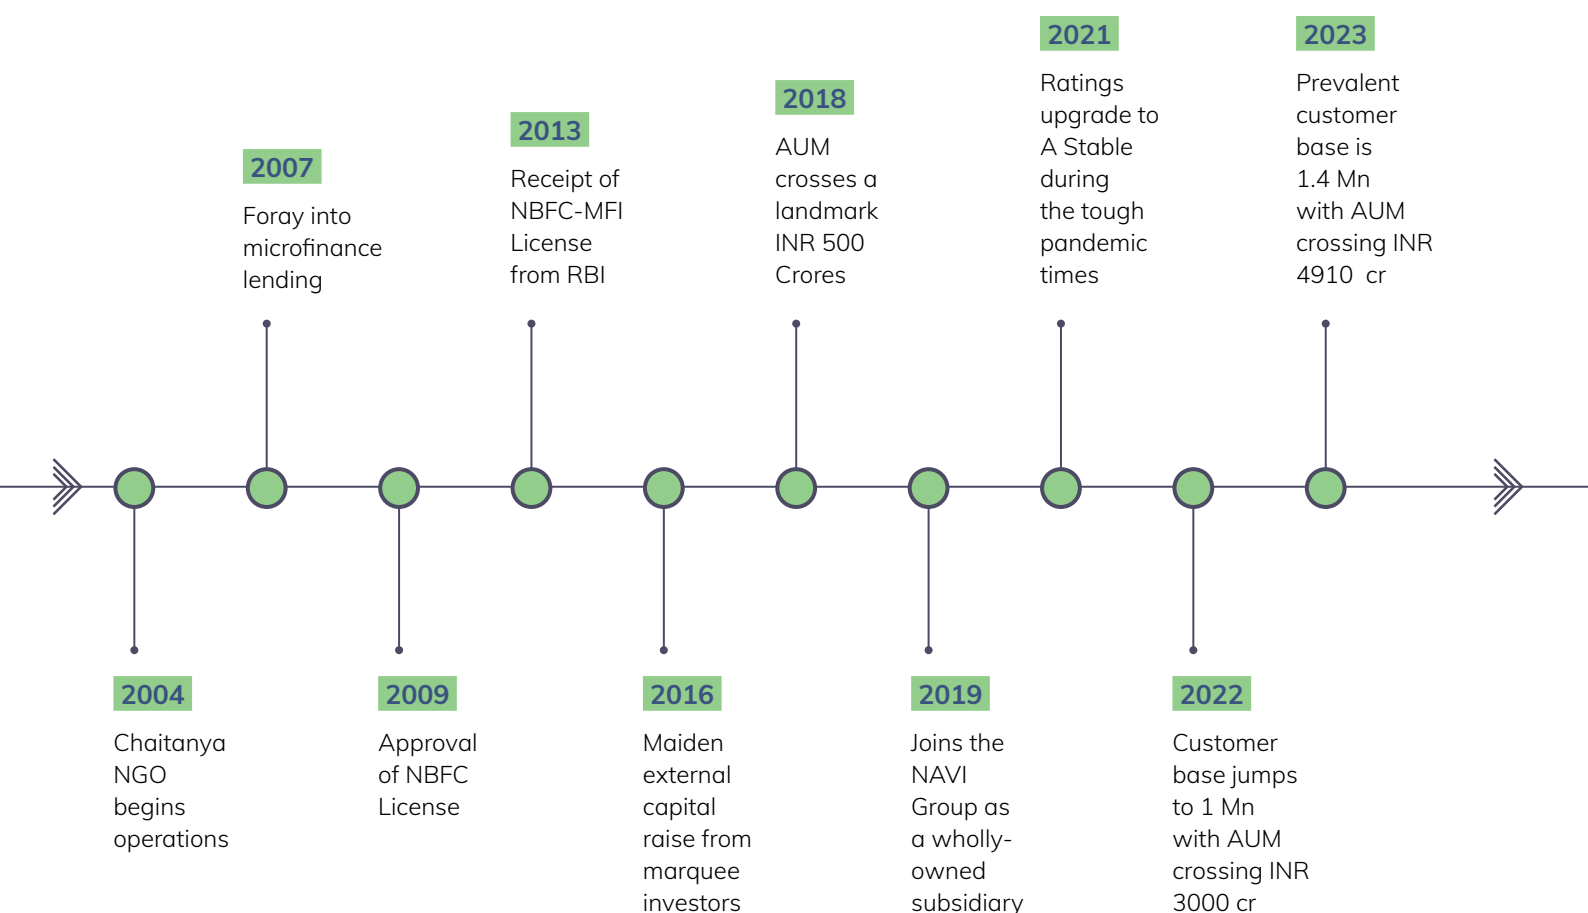 2004
Chaitanya
NGO
begins
operations
2007
Foray into
microfinance
lending
2009
Approval
of NBFC
License
2013
Receipt of
NBFC-MFI
License
from RBI
2016
Maiden
external
capital
raise from
marquee
investors
2018
AUM
crosses a
landmark
INR 500
Crores
2019
Joins the
NAVI
Group as
a wholly-
owned
subsidiary
2021
Ratings
upgrade to
A Stable
during
the tough
pandemic
times
2022
Customer
base jumps
to 1 Mn
with AUM
crossing INR
3000 cr
2023
Prevalent
customer
base is
1.4 Mn
with AUM
crossing INR
4910 cr